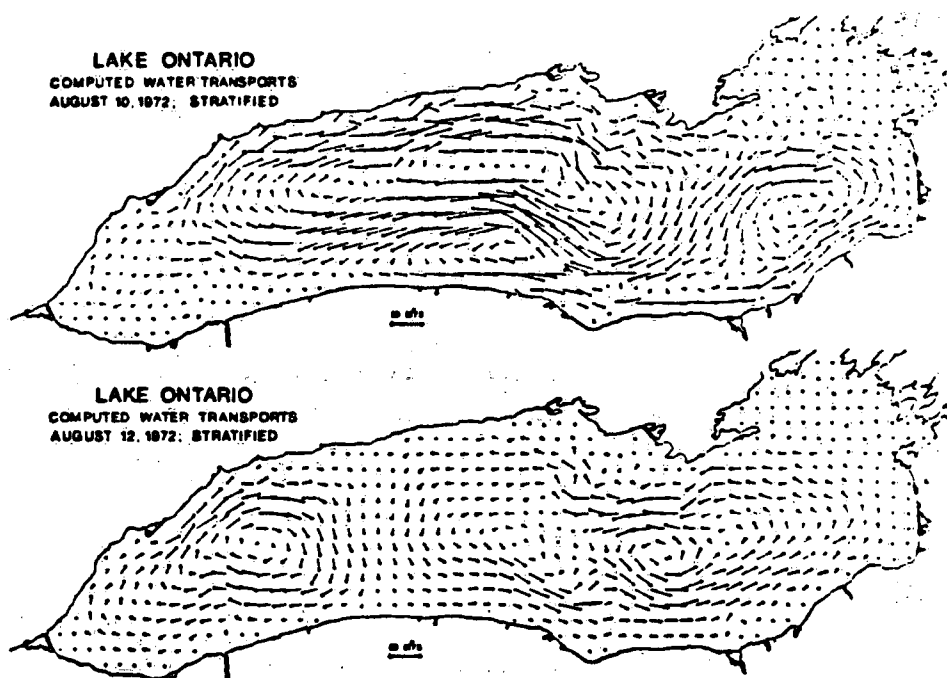 LAKE ONTARIO
COMPUTED WATER TRANSPORTS
AUGUST 10, 1972; STRATIFIED
LAKE ONTARIO
COMPUTED WATER TRANSPORTS
AUGUST 12, 1972; STRATIFIED